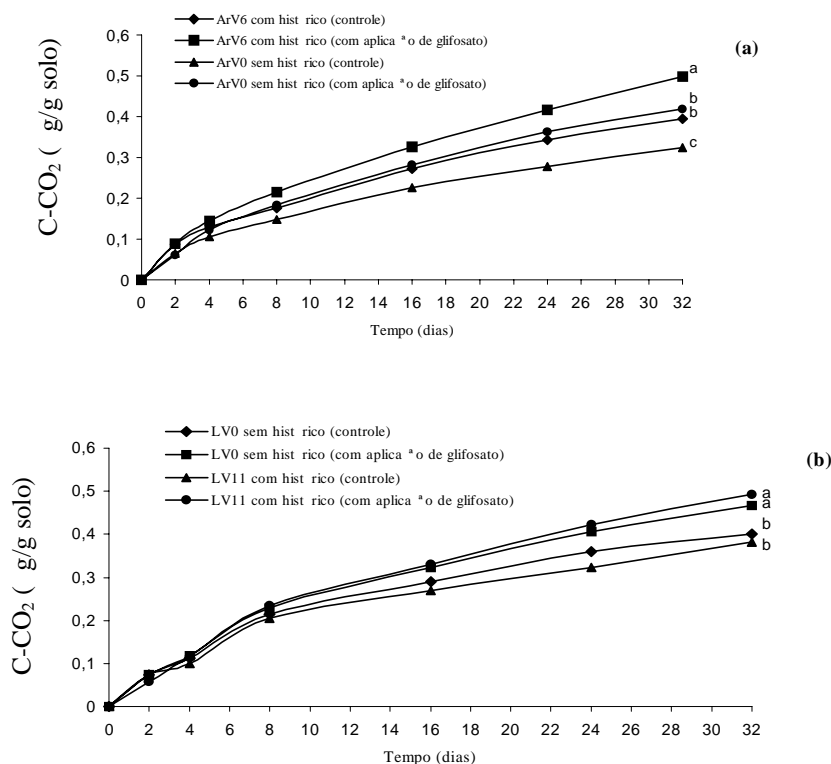 ArV6 com hist rico (controle)
ArV6 com hist rico (com aplica ª o de glifosato)
ArV0 sem hist rico (controle)
ArV0 sem hist rico (com aplica ª o de glifosato)
(a)
C-CO₂ ( g/g solo)
0,6
0,5
0,4
0,3
0,2
0,1
0
a
b
b
c
0 2 4 6 8 10 12 14 16 18 20 22 24 26 28 30 32
Tempo (dias)
LV0 sem hist rico (controle)
LV0 sem hist rico (com aplica ª o de glifosato)
LV11 com hist rico (controle)
LV11 com hist rico (com aplica ª o de glifosato)
(b)
C-CO₂ ( g/g solo)
0,6
0,5
0,4
0,3
0,2
0,1
0
a
a
b
b
0 2 4 6 8 10 12 14 16 18 20 22 24 26 28 30 32
Tempo (dias)